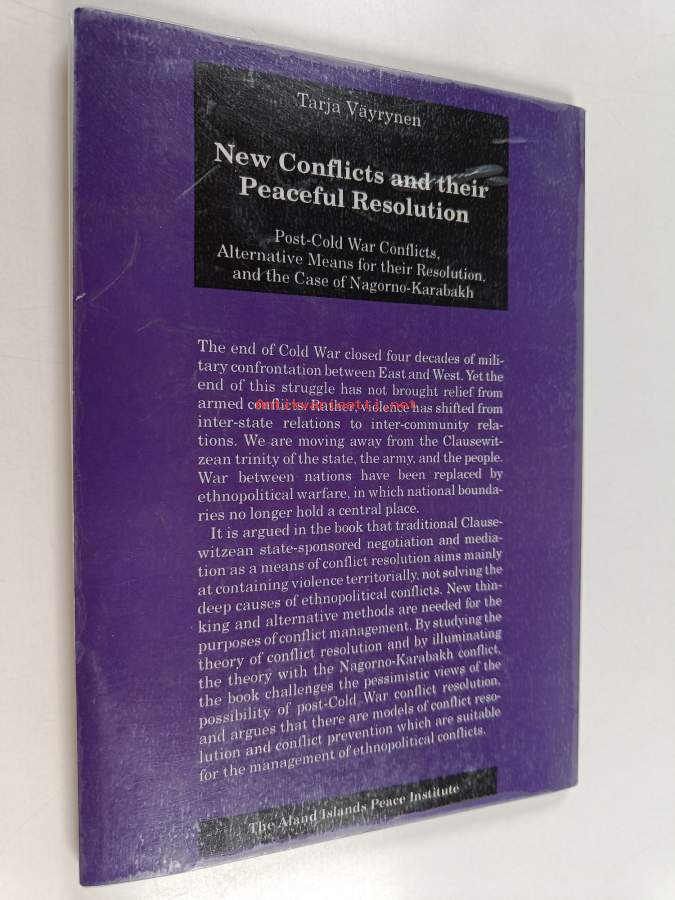 Tarja Väyrynen
New Conflicts and their
Peaceful Resolution
Post-Cold War Conflicts,
Alternative Means for their Resolution,
and the Case of Nagorno-Karabakh
The end of Cold War closed four decades of mili-
tary confrontation between East and West. Yet the
end of this struggle has not brought relief from
armed conflicts. Rather, violence has shifted from
inter-state relations to inter-community rela-
tions. We are moving away from the Clausewit-
zean trinity of the state, the army, and the people.
War between nations have been replaced by
ethnopolitical warfare, in which national bounda-
ries no longer hold a central place.
It is argued in the book that traditional Clause-
witzean state-sponsored negotiation and media-
tion as a means of conflict resolution aims mainly
at containing violence territorially, not solving the
deep causes of ethnopolitical conflicts. New thin-
king and alternative methods are needed for the
purposes of conflict management. By studying the
theory of conflict resolution and by illuminating
the theory with the Nagorno-Karabakh conflict,
the book challenges the pessimistic views of the
possibility of post-Cold War conflict resolution,
and argues that there are models of conflict reso-
lution and conflict prevention which are suitable
for the management of ethnopolitical conflicts.
The Åland Islands Peace Institute